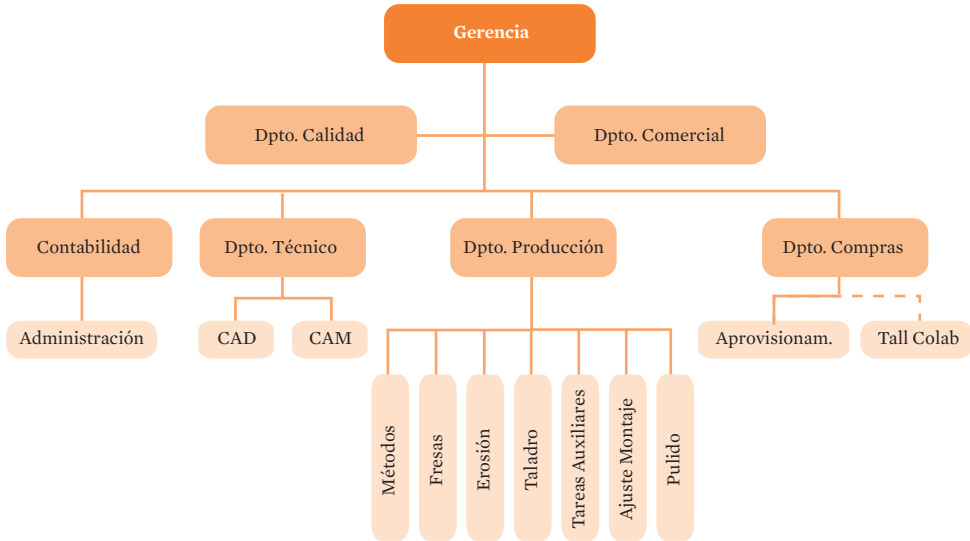 Gerencia
Dpto. Calidad
Dpto. Comercial
Contabilidad
Dpto. Técnico
Dpto. Producción
Dpto. Compras
Administración
CAD
CAM
Aprovisionam.
Tall Colab
Métodos
Fresas
Erosión
Taladro
Tareas Auxiliares
Ajuste Montaje
Pulido